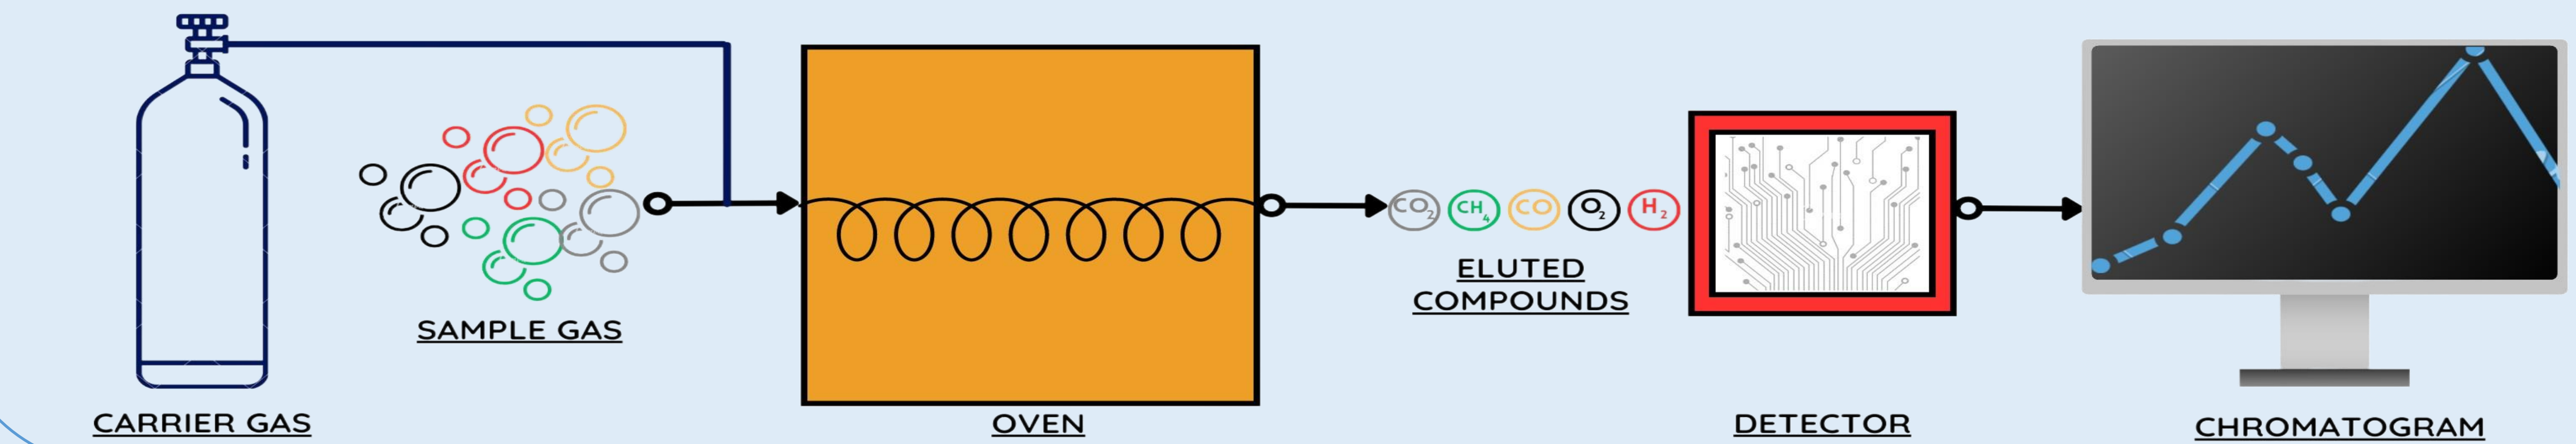 CO₂ CH₄ CO O₂ H₂
ELUTED
COMPOUNDS
SAMPLE GAS
CARRIER GAS
OVEN
DETECTOR
CHROMATOGRAM